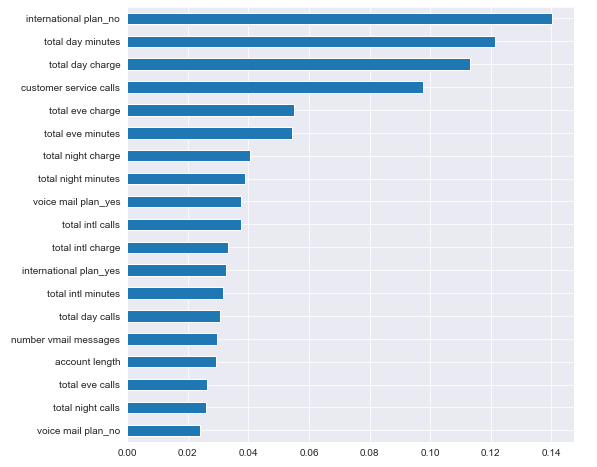 international plan_no
total day minutes
total day charge
customer service calls
total eve charge
total eve minutes
total night charge
total night minutes
voice mail plan_yes
total intl calls
total intl charge
international plan_yes
total intl minutes
total day calls
number vmail messages
account length
total eve calls
total night calls
voice mail plan_no
0.00 0.02 0.04 0.06 0.08 0.10 0.12 0.14